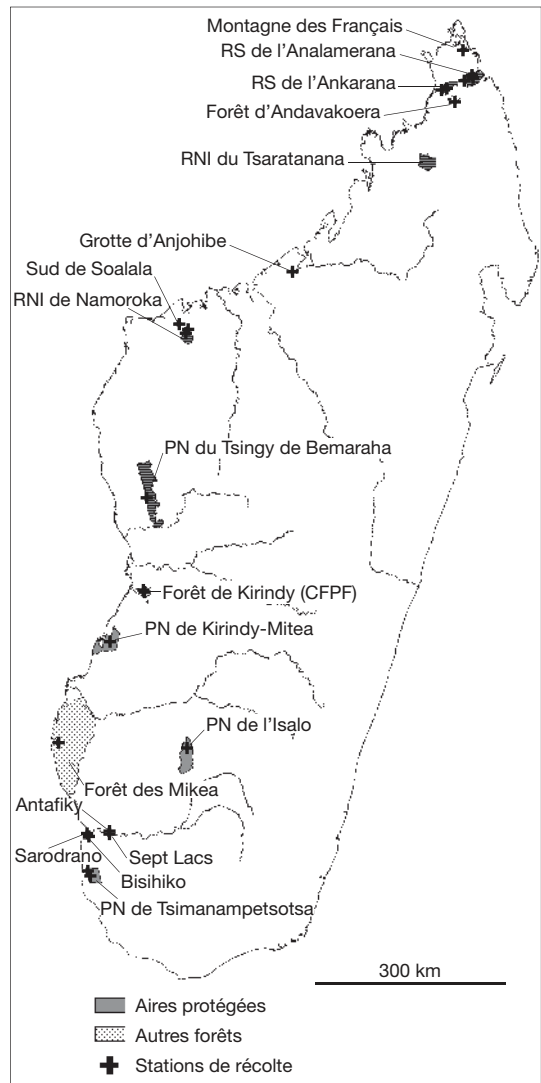 Montagne des Français
RS de l'Analamerana
RS de l'Ankarana
Forêt d'Andavakoera
RNI du Tsaratanana
Grotte d'Anjohibe
Sud de Soalala
RNI de Namoroka
PN du Tsingy de Bemaraha
Forêt de Kirindy (CFPF)
PN de Kirindy-Mitea
PN de l'Isalo
Forêt des Mikea
Antafiky
Sarodrano
Sept Lacs
Bisihiko
PN de Tsimanampetsotsa
300 km
Aires protégées
Autres forêts
Stations de récolte